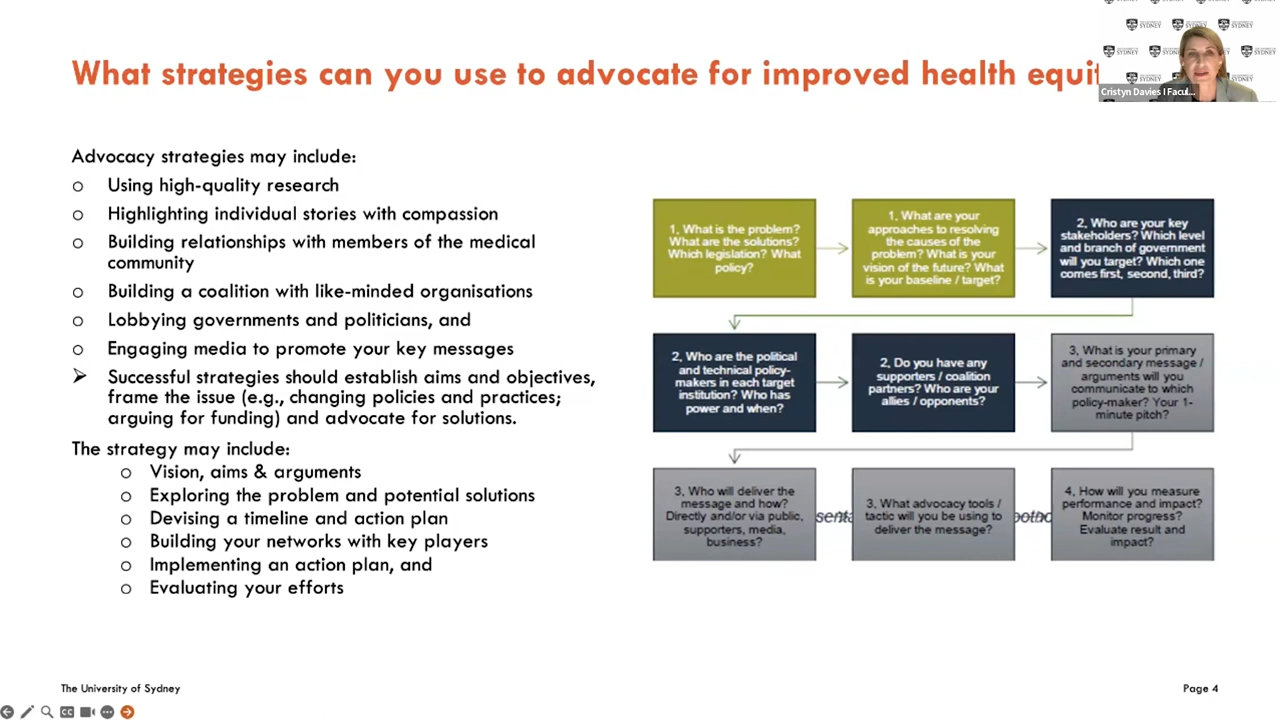 What strategies can you use to advocate for improved health equi
SYDNEY SYDNEY SYDNEY
SYDNEY
SYDNEY
Cristyn Davies I Facul...
Advocacy strategies may include:
o Using high-quality research
o Highlighting individual stories with compassion
o Building relationships with members of the medical
community
o Building a coalition with like-minded organisations
o Lobbying governments and politicians, and
o Engaging media to promote your key messages
➢ Successful strategies should establish aims and objectives,
frame the issue (e.g., changing policies and practices;
arguing for funding) and advocate for solutions.
The strategy may include:
o Vision, aims & arguments
o Exploring the problem and potential solutions
o Devising a timeline and action plan
o Building your networks with key players
o Implementing an action plan, and
o Evaluating your efforts
1. What is the problem?
What are the solutions?
Which legislation? What
policy?
1. What are your
approaches to resolving
the causes of the
problem? What is your
vision of the future? What
is your baseline / target?
2. Who are your key
stakeholders? Which level
and branch of government
will you target? Which one
comes first, second, third?
2. Who are the political
and technical policy-
makers in each target
institution? Who has
power and when?
2. Do you have any
supporters / coalition
partners? Who are your
allies / opponents?
3. What is your primary
and secondary message /
arguments will you
communicate to which
policy-maker? Your 1-
minute pitch?
3. Who will deliver the
message and how?
Directly and/or via public,
supporters, media,
business?
3. What advocacy tools /
tactic will you be using to
deliver the message?
4. How will you measure
performance and impact?
Monitor progress?
Evaluate result and
impact?
The University of Sydney
Page 4